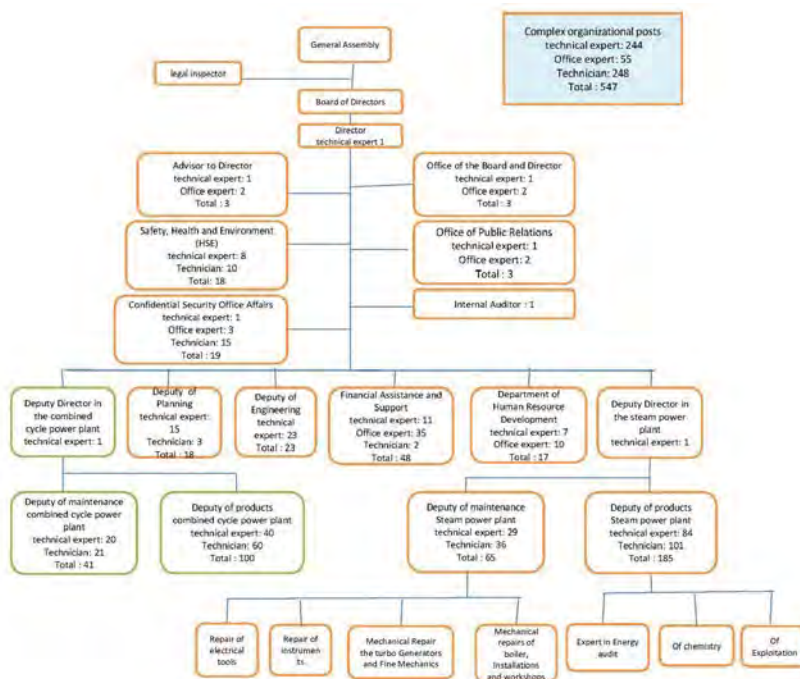 General Assembly
Complex organizational posts
technical expert: 244
Office expert: 55
Technician: 248
Total : 547
legal inspector
Board of Directors
Director
technical expert 1
Advisor to Director
technical expert: 1
Office expert: 2
Total : 3
Office of the Board and Director
technical expert: 1
Office expert: 2
Total : 3
Safety, Health and Environment
(HSE)
technical expert: 8
Technician: 10
Total: 18
Office of Public Relations
technical expert: 1
Office expert: 2
Total : 3
Confidential Security Office Affairs
technical expert: 1
Office expert: 3
Technician: 15
Total : 19
Internal Auditor : 1
Deputy Director in
the combined
cycle power plant
technical expert: 1
Deputy of
Planning
technical expert:
15
Technician: 3
Total : 18
Deputy of
Engineering
technical
expert: 23
Total : 23
Financial Assistance and
Support
technical expert: 11
Office expert: 35
Technician: 2
Total : 48
Department of
Human Resource
Development
technical expert: 7
Office expert: 10
Total : 17
Deputy Director in
the steam power
plant
technical expert: 1
Deputy of maintenance
combined cycle power
plant
technical expert: 20
Technician: 21
Total : 41
Deputy of products
combined cycle power plant
technical expert: 40
Technician: 60
Total : 100
Deputy of maintenance
Steam power plant
technical expert: 29
Technician: 36
Total : 65
Deputy of products
Steam power plant
technical expert: 84
Technician: 101
Total : 185
Repair of
electrical
tools
Repair of
instrume
nts.
Mechanical Repair
the turbo Generators
and Fine Mechanics
Mechanical
repairs of
boiler,
Installations
and workshops
Expert in Energy
audit
Of chemistry
Of
Exploitation